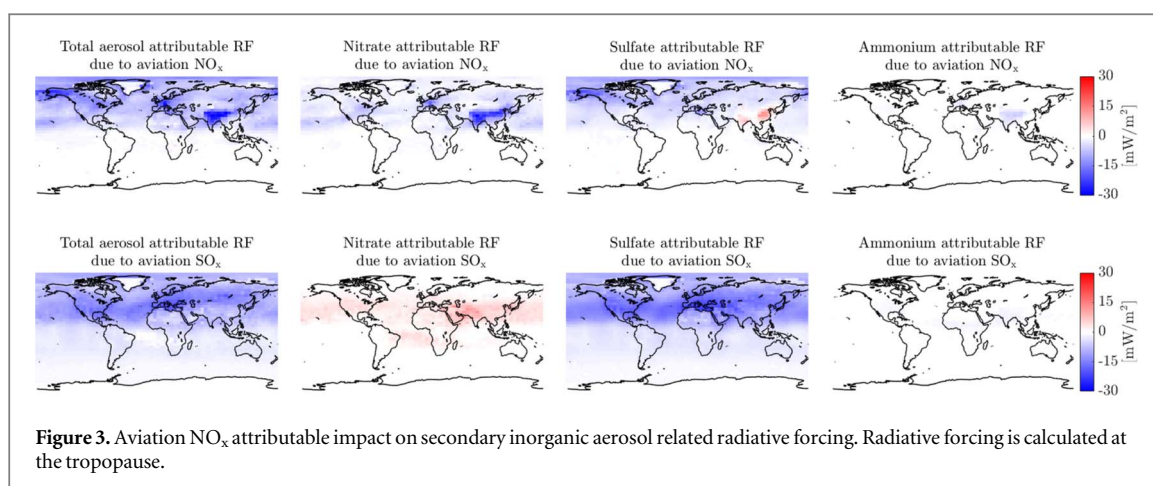 Total aerosol attributable RF
due to aviation NOₓ
Nitrate attributable RF
due to aviation NOₓ
Sulfate attributable RF
due to aviation NOₓ
Ammonium attributable RF
due to aviation NOₓ
30
15
0
-15
-30
[mW/m²]
Total aerosol attributable RF
due to aviation SOₓ
Nitrate attributable RF
due to aviation SOₓ
Sulfate attributable RF
due to aviation SOₓ
Ammonium attributable RF
due to aviation SOₓ
30
15
0
-15
-30
[mW/m²]
Figure 3. Aviation NOₓ attributable impact on secondary inorganic aerosol related radiative forcing. Radiative forcing is calculated at
the tropopause.